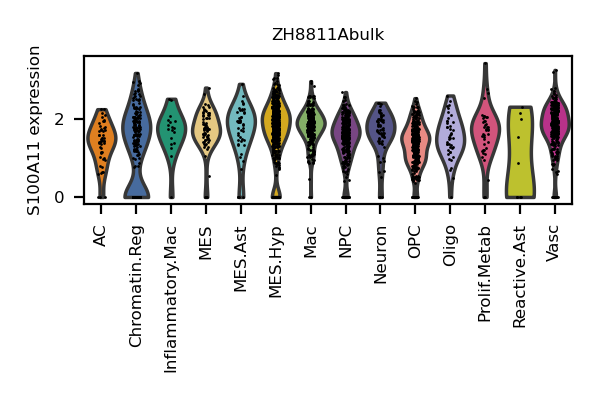 ZH8811Abulk
S100A11 expression
2
0
AC
Chromatin.Reg
Inflammatory.Mac
MES
MES.Ast
MES.Hyp
Mac
NPC
Neuron
OPC
Oligo
Prolif.Metab
Reactive.Ast
Vasc